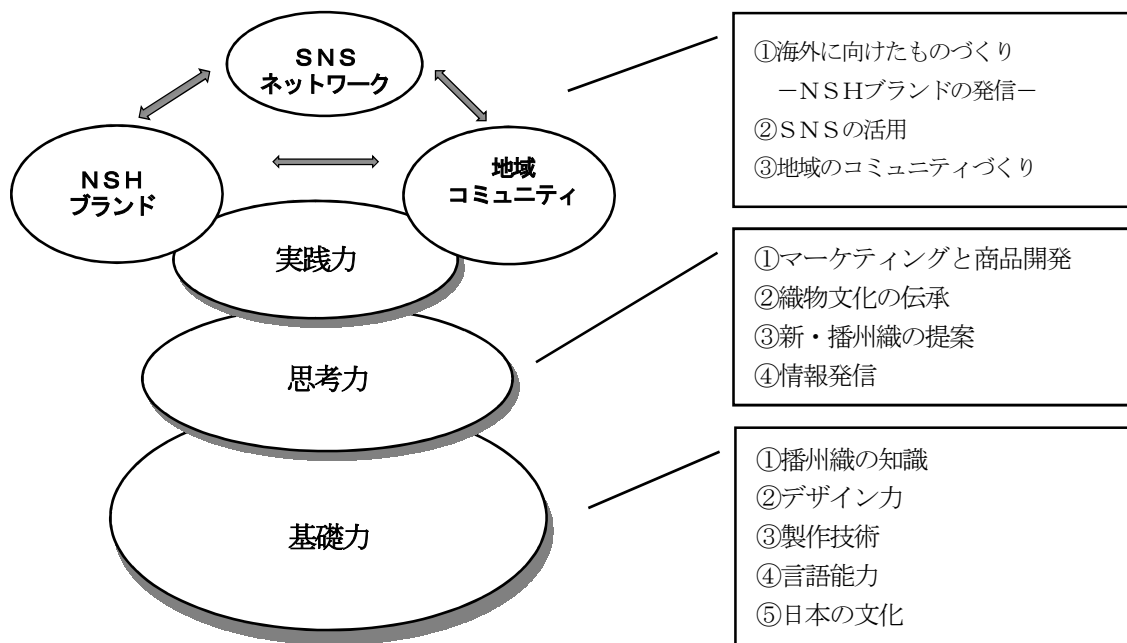 ＳＮＳ
ネットワーク
ＮＳＨ
ブランド
地域
コミュニティ
実践力
思考力
基礎力
①海外に向けたものづくり
－ＮＳＨブランドの発信－
②ＳＮＳの活用
③地域のコミュニティづくり
①マーケティングと商品開発
②織物文化の伝承
③新・播州織の提案
④情報発信
①播州織の知識
②デザイン力
③製作技術
④言語能力
⑤日本の文化